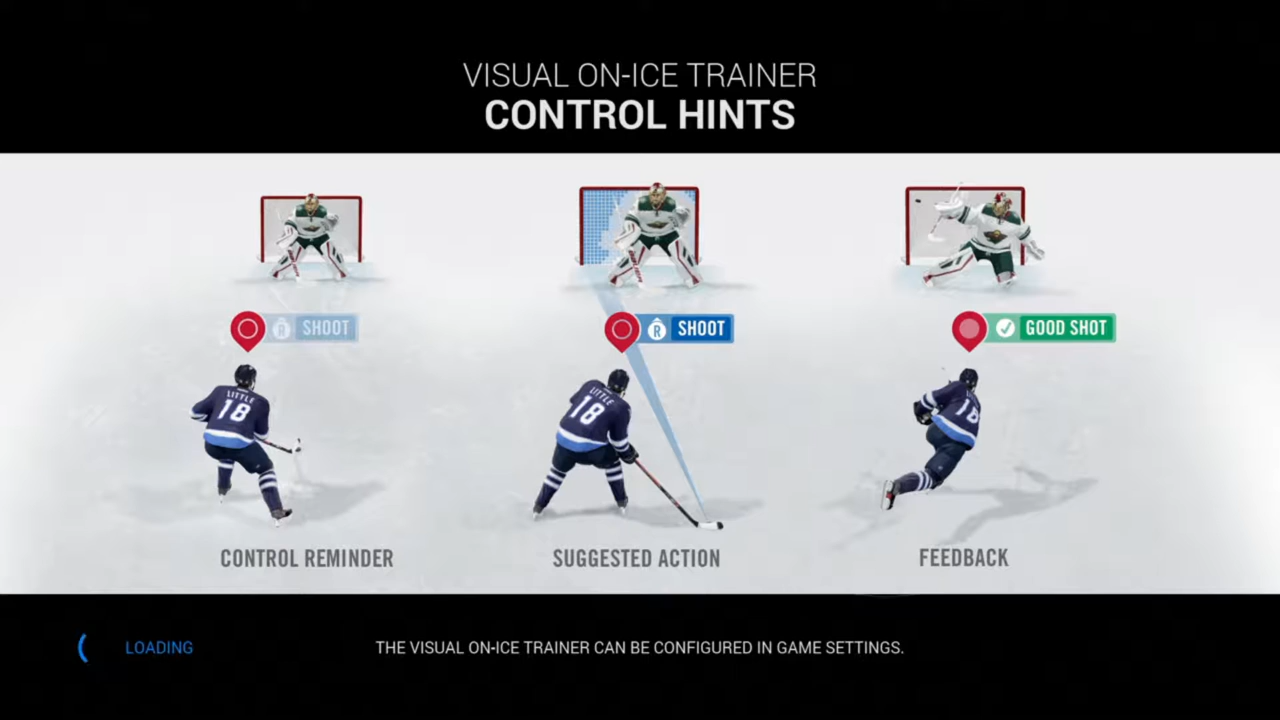 VISUAL ON-ICE TRAINER
CONTROL HINTS
R SHOOT
R SHOOT
GOOD SHOT
LITTLE
18
LITTLE
18
18
CONTROL REMINDER
SUGGESTED ACTION
FEEDBACK
LOADING
THE VISUAL ON-ICE TRAINER CAN BE CONFIGURED IN GAME SETTINGS.